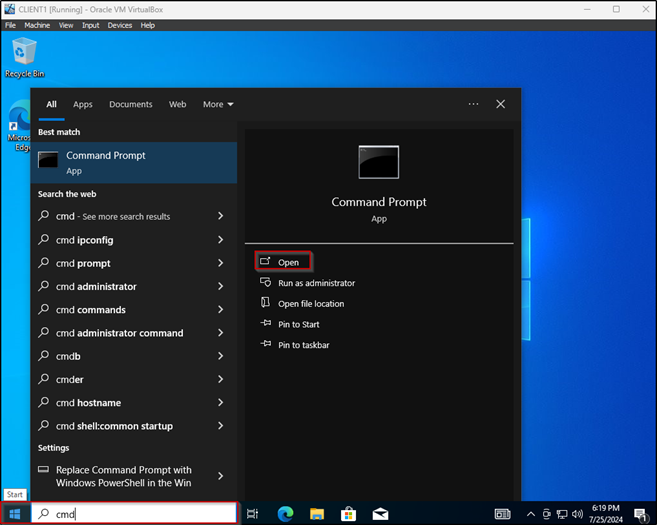 CLIENT1 [Running] - Oracle VM VirtualBox
File Machine View Input Devices Help
Recycle Bin
Edge
All Apps Documents Web More
Best match
Command Prompt
App
Search the web
cmd - See more search results
cmd ipconfig
cmd prompt
cmd administrator
cmd commands
cmd administrator command
cmdb
cmder
cmd hostname
cmd shell:common startup
Settings
Replace Command Prompt with
Windows PowerShell in the Win
Command Prompt
App
Open
Run as administrator
Open file location
Pin to Start
Pin to taskbar
Start
cmd
6:19 PM
7/25/2024
1